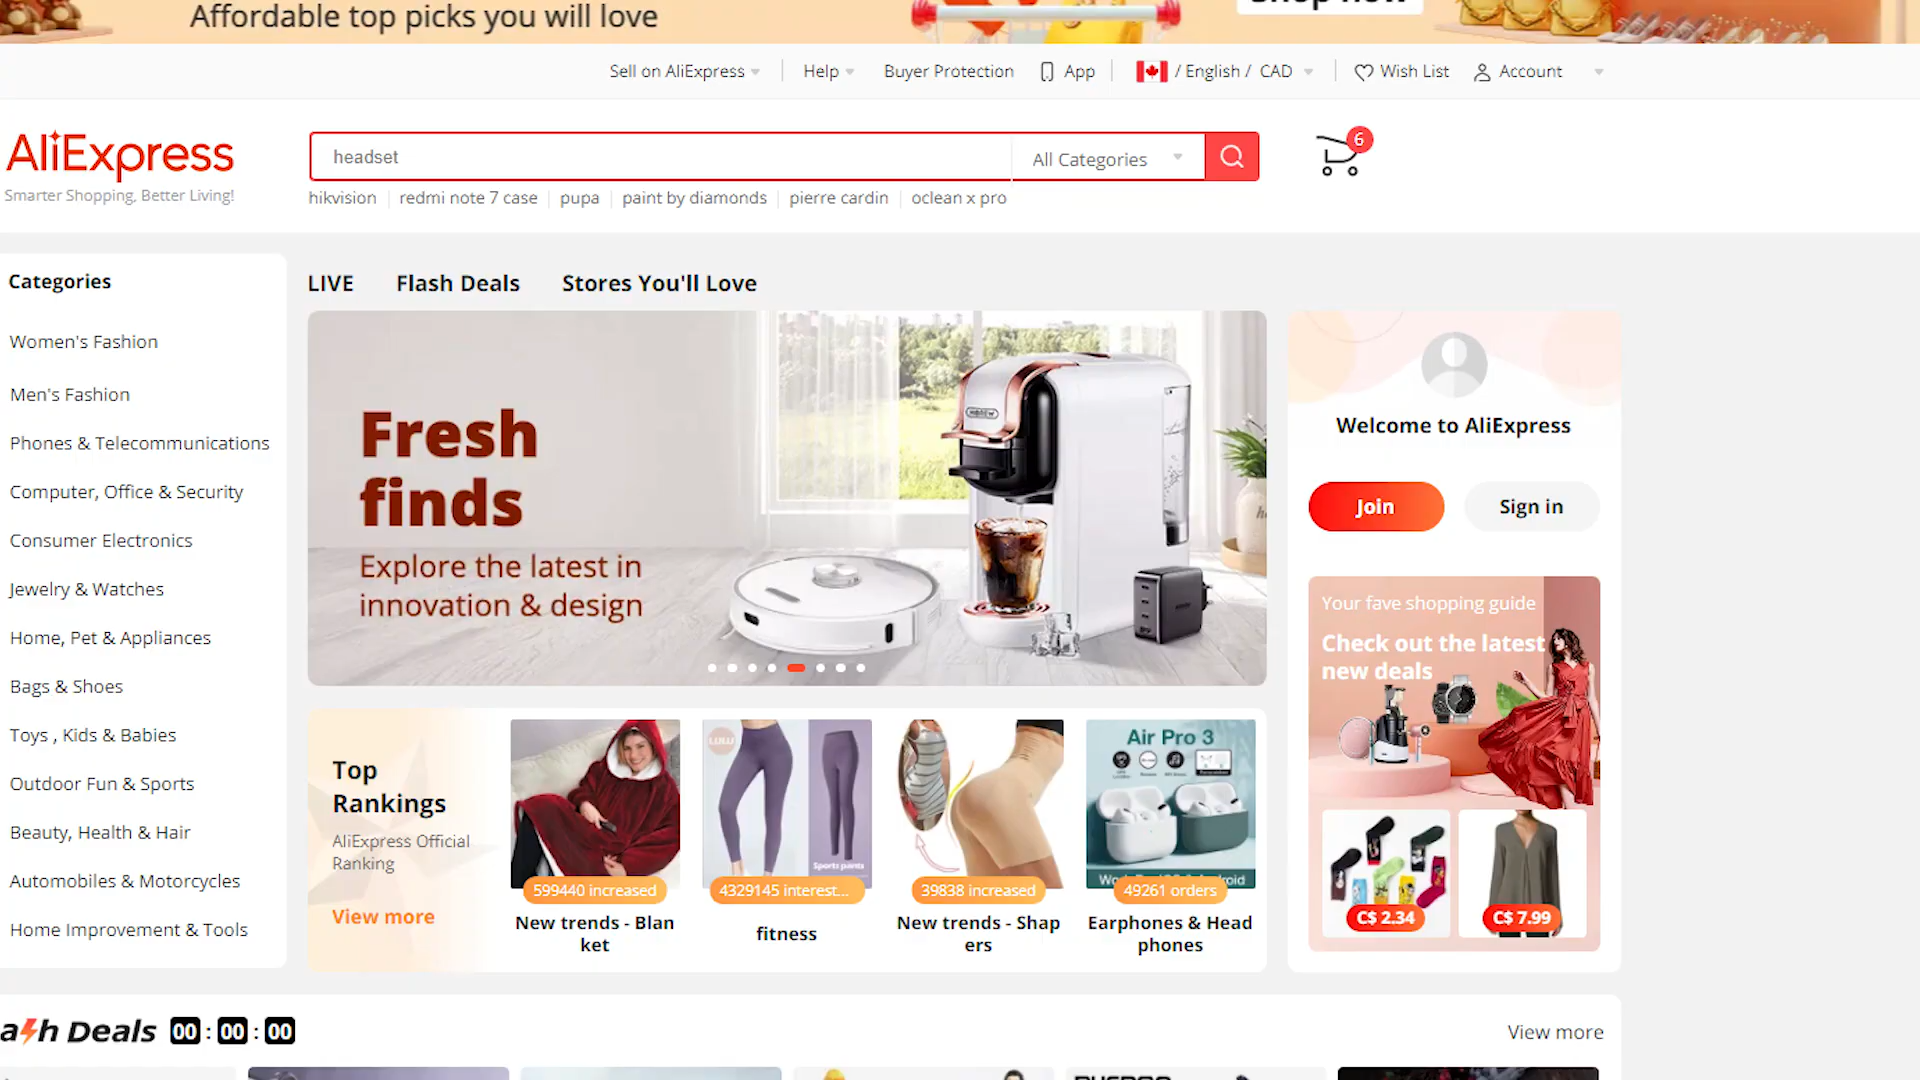 Affordable top picks you will love
Sell on AliExpress
Help
Buyer Protection
App
/ English / CAD
Wish List
Account
AliExpress
Smarter Shopping, Better Living!
headset
All Categories
6
hikvision
redmi note 7 case
pupa
paint by diamonds
pierre cardin
oclean x pro
Categories
Women's Fashion
Men's Fashion
Phones & Telecommunications
Computer, Office & Security
Consumer Electronics
Jewelry & Watches
Home, Pet & Appliances
Bags & Shoes
Toys , Kids & Babies
Outdoor Fun & Sports
Beauty, Health & Hair
Automobiles & Motorcycles
Home Improvement & Tools
LIVE
Flash Deals
Stores You'll Love
Fresh
finds
Explore the latest in
innovation & design
HiBREW
Welcome to AliExpress
Join
Sign in
Your fave shopping guide
Check out the latest
new deals
C$ 2.34
C$ 7.99
Top
Rankings
AliExpress Official
Ranking
View more
599440 increased
New trends - Blan
ket
LULU
Sports pants
4329145 interest...
fitness
39838 increased
New trends - Shap
ers
Air Pro 3
49261 orders
Earphones & Head
phones
ash Deals
00 : 00 : 00
View more